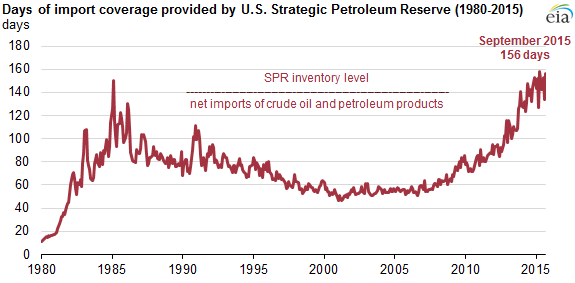 Days of import coverage provided by U.S. Strategic Petroleum Reserve (1980-2015)
days
eia
September 2015
156 days
SPR inventory level
net imports of crude oil and petroleum products
180
160
140
120
100
80
60
40
20
0
1980 1985 1990 1995 2000 2005 2010 2015